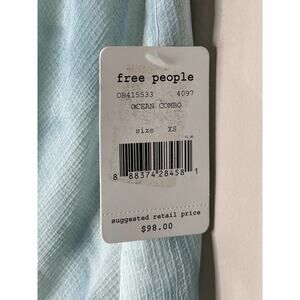 free people
OB415533 4097
OCEAN COMBO
size XS
8 88374 28458 1
suggested retail price
$98.00